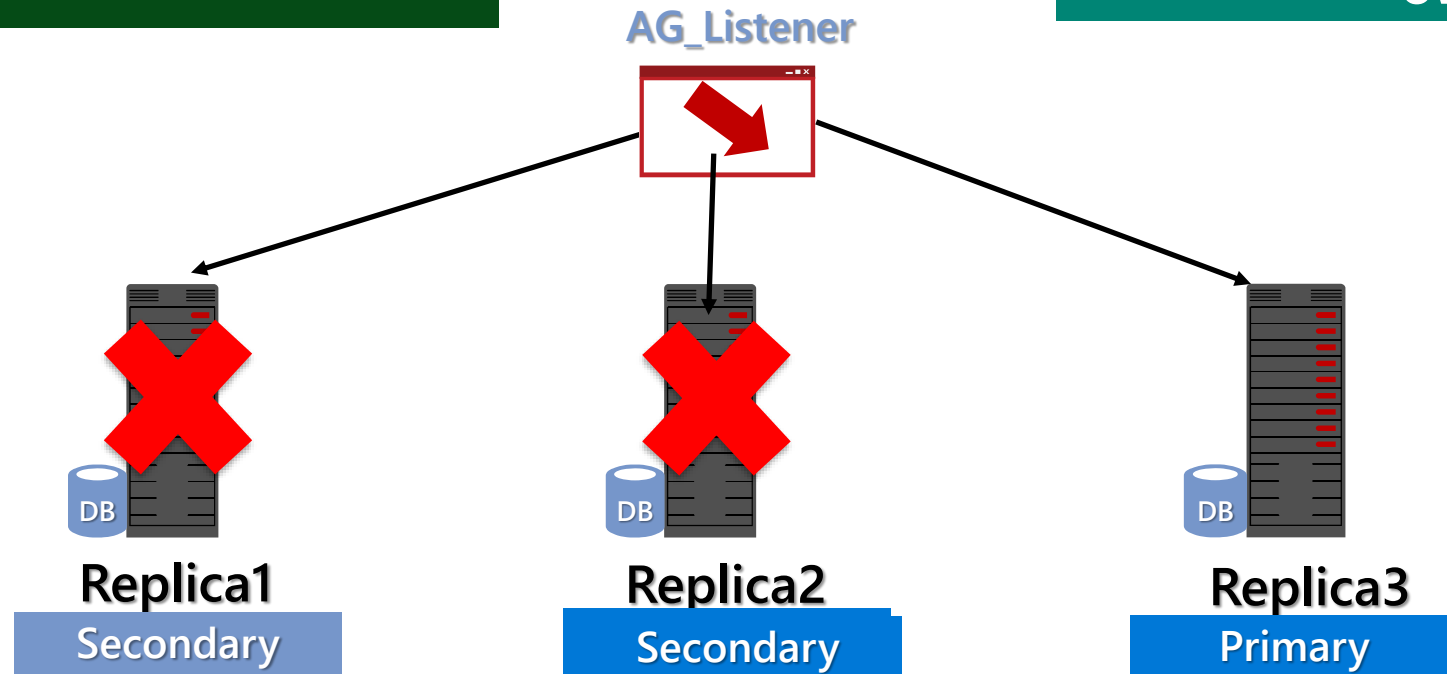 AG_Listener
DB
DB
DB
Replica1
Replica2
Replica3
Secondary
Secondary
Primary